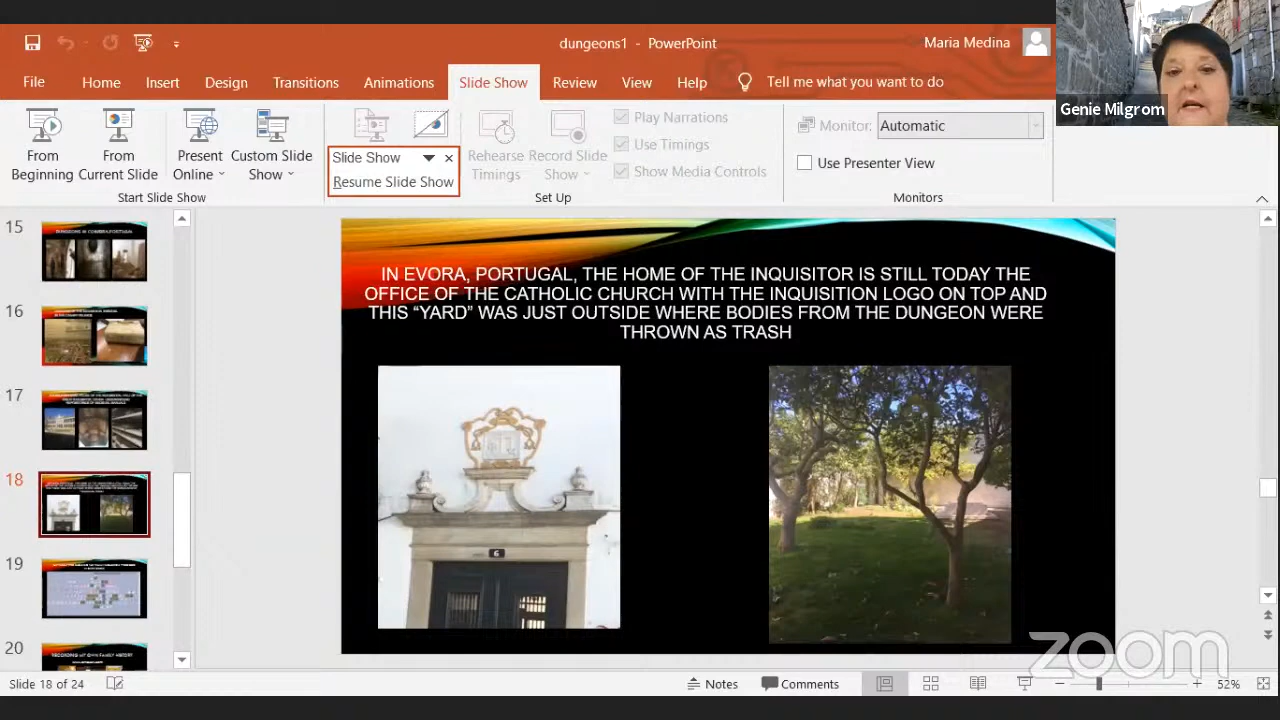 dungeons1 - PowerPoint
Maria Medina
File
Home
Insert
Design
Transitions
Animations
Slide Show
Review
View
Help
Tell me what you want to do
Genie Milgrom
From Beginning
From Current Slide
Present Online
Custom Slide Show
Slide Show
Resume Slide Show
Rehearse Timings
Record Slide Show
Play Narrations
Use Timings
Show Media Controls
Monitor:
Automatic
Use Presenter View
Start Slide Show
Set Up
Monitors
15
16
17
18
19
20
IN EVORA, PORTUGAL, THE HOME OF THE INQUISITOR IS STILL TODAY THE
OFFICE OF THE CATHOLIC CHURCH WITH THE INQUISITION LOGO ON TOP AND
THIS “YARD” WAS JUST OUTSIDE WHERE BODIES FROM THE DUNGEON WERE
THROWN AS TRASH
6
zoom
Slide 18 of 24
Notes
Comments
52%